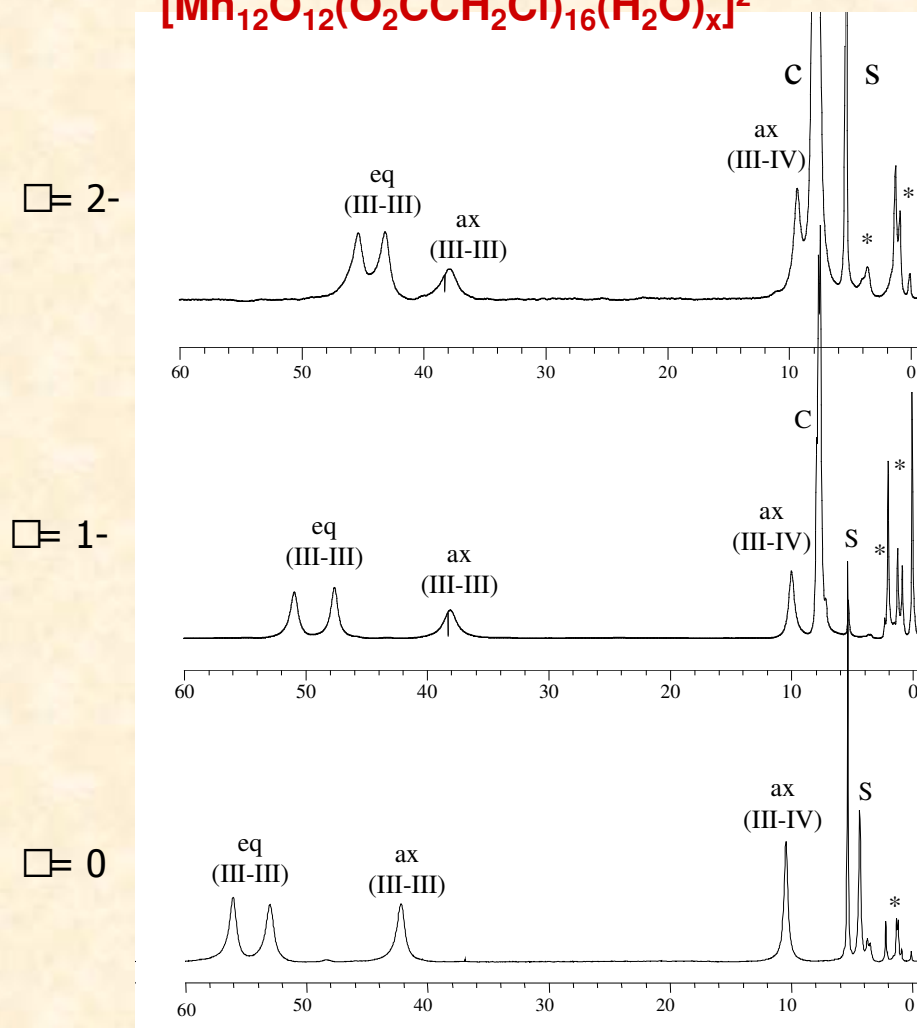 [Mn12O12(O2CCH2Cl)16(H2O)x]z
□= 2-
eq
(III-III)
ax
(III-III)
ax
(III-IV)
c
S
*
*
60 50 40 30 20 10 0
□= 1-
eq
(III-III)
ax
(III-III)
ax
(III-IV)
C
S
*
*
60 50 40 30 20 10 0
□= 0
eq
(III-III)
ax
(III-III)
ax
(III-IV)
S
*
60 50 40 30 20 10 0